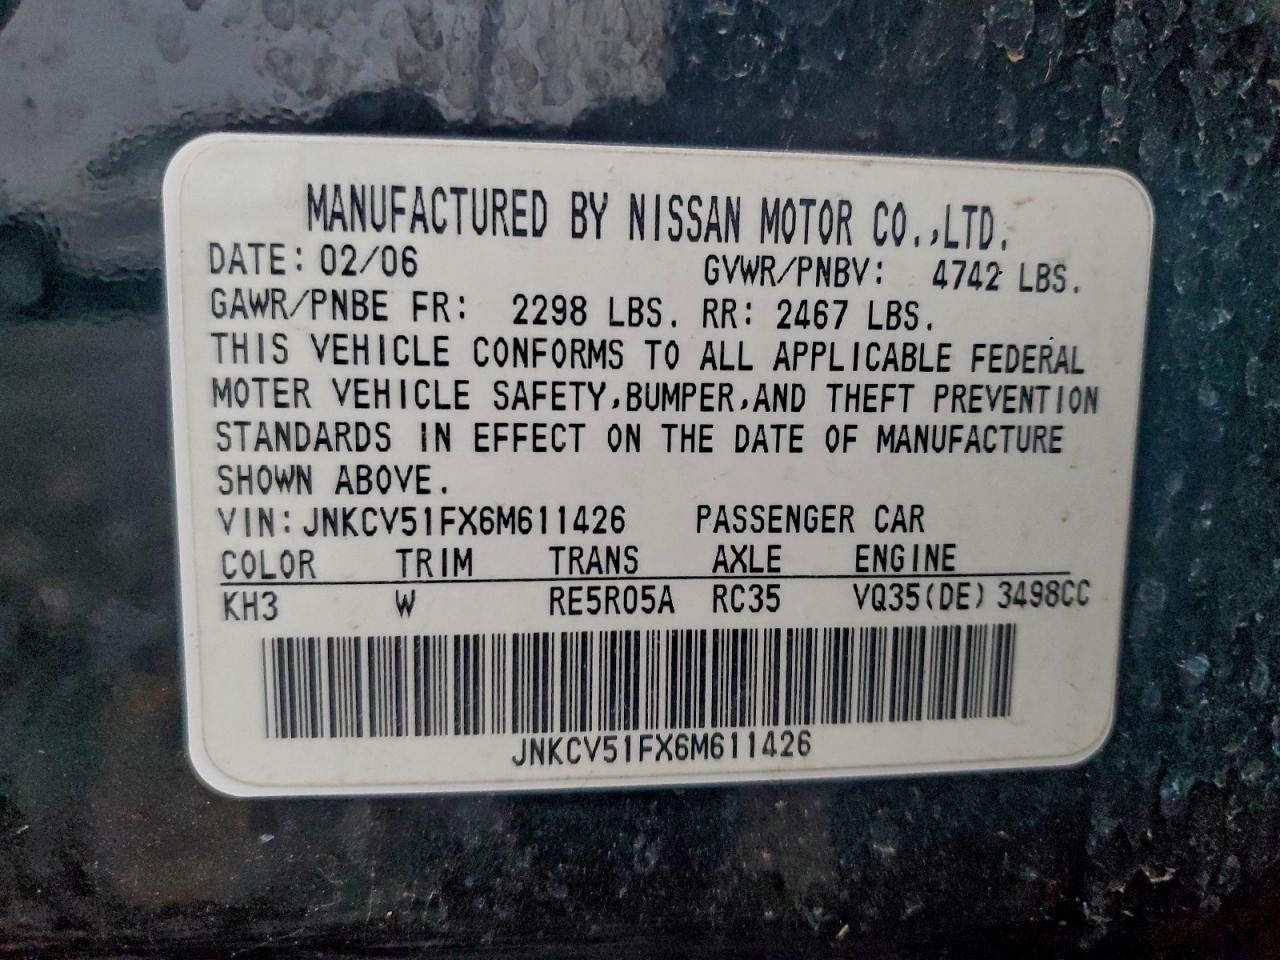 MANUFACTURED BY NISSAN MOTOR CO.,LTD.
DATE: 02/06 GVWR/PNBV: 4742 LBS.
GAWR/PNBE FR: 2298 LBS. RR: 2467 LBS.
THIS VEHICLE CONFORMS TO ALL APPLICABLE FEDERAL
MOTER VEHICLE SAFETY,BUMPER,AND THEFT PREVENTION
STANDARDS IN EFFECT ON THE DATE OF MANUFACTURE
SHOWN ABOVE.
VIN:JNKCV51FX6M611426 PASSENGER CAR
COLOR TRIM TRANS AXLE ENGINE
KH3 W RE5R05A RC35 VQ35(DE) 3498CC
JNKCV51FX6M611426